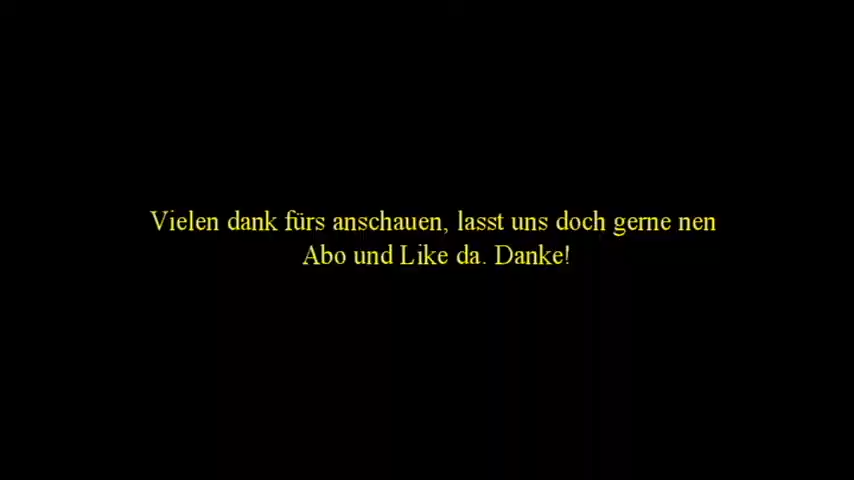 Vielen dank fürs anschauen, lasst uns doch gerne nen
Abo und Like da. Danke!